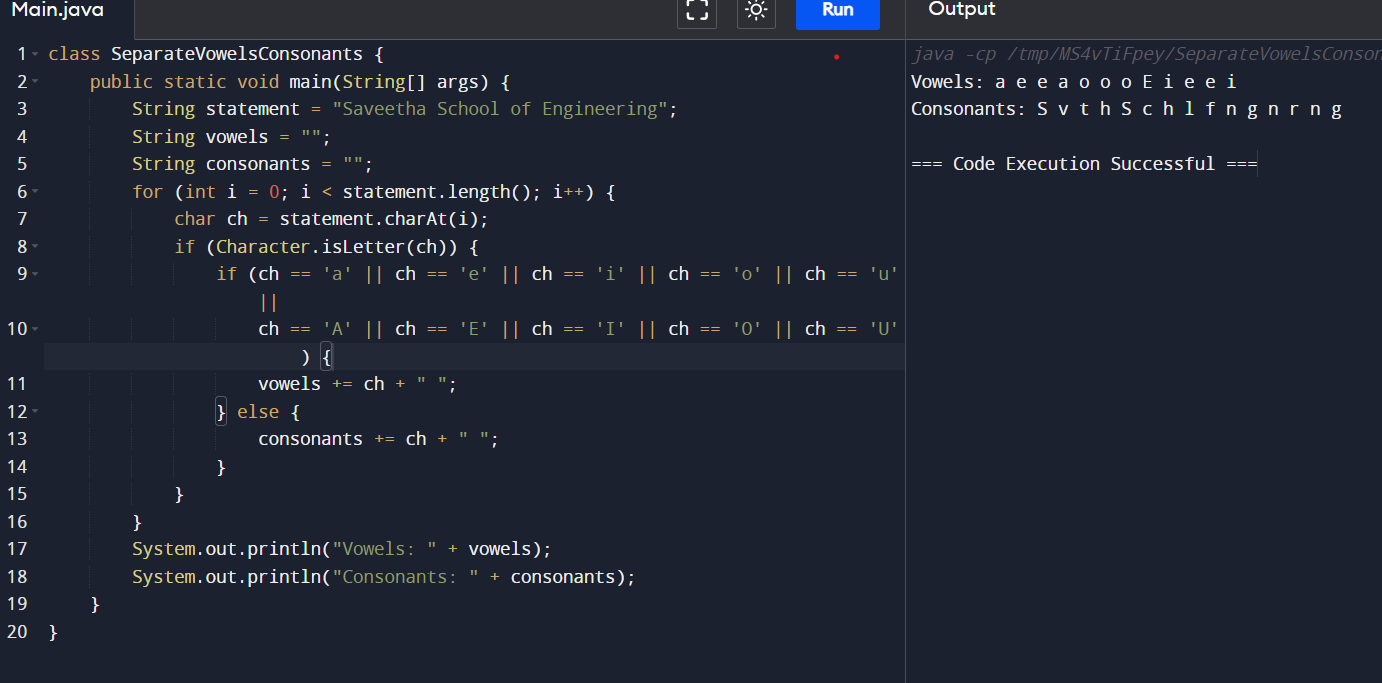 Main.java
Run
Output
1 class SeparateVowelsConsonants {
2 public static void main(String[] args) {
3 String statement = "Saveetha School of Engineering";
4 String vowels = "";
5 String consonants = "";
6 for (int i = 0; i < statement.length(); i++) {
7 char ch = statement.charAt(i);
8 if (Character.isLetter(ch)) {
9 if (ch == 'a' || ch == 'e' || ch == 'i' || ch == 'o' || ch == 'u'
||
10 ch == 'A' || ch == 'E' || ch == 'I' || ch == 'O' || ch == 'U'
) {
11 vowels += ch + " ";
12 } else {
13 consonants += ch + " ";
14 }
15 }
16 }
17 System.out.println("Vowels: " + vowels);
18 System.out.println("Consonants: " + consonants);
19 }
20 }
java -cp /tmp/MS4vTiFpey/SeparateVowelsConson
Vowels: a e e a o o o E i e e i
Consonants: S v t h S c h l f n g n r n g
=== Code Execution Successful ===